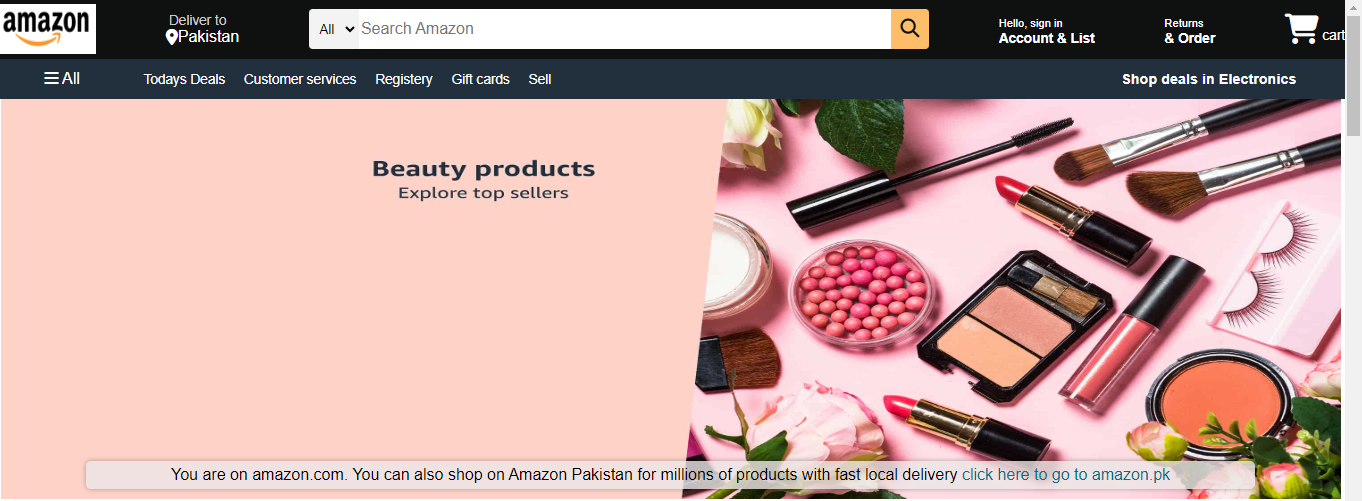 amazon
Deliver to
Pakistan
All
Search Amazon
Hello, sign in
Account & List
Returns
& Order
cart
All
Todays Deals
Customer services
Registery
Gift cards
Sell
Shop deals in Electronics
Beauty products
Explore top sellers
You are on amazon.com. You can also shop on Amazon Pakistan for millions of products with fast local delivery click here to go to amazon.pk